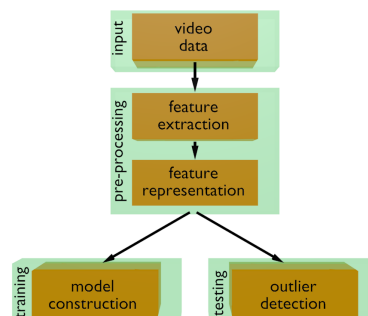 input
video
data
pre-processing
feature
extraction
feature
representation
training
model
construction
testing
outlier
detection